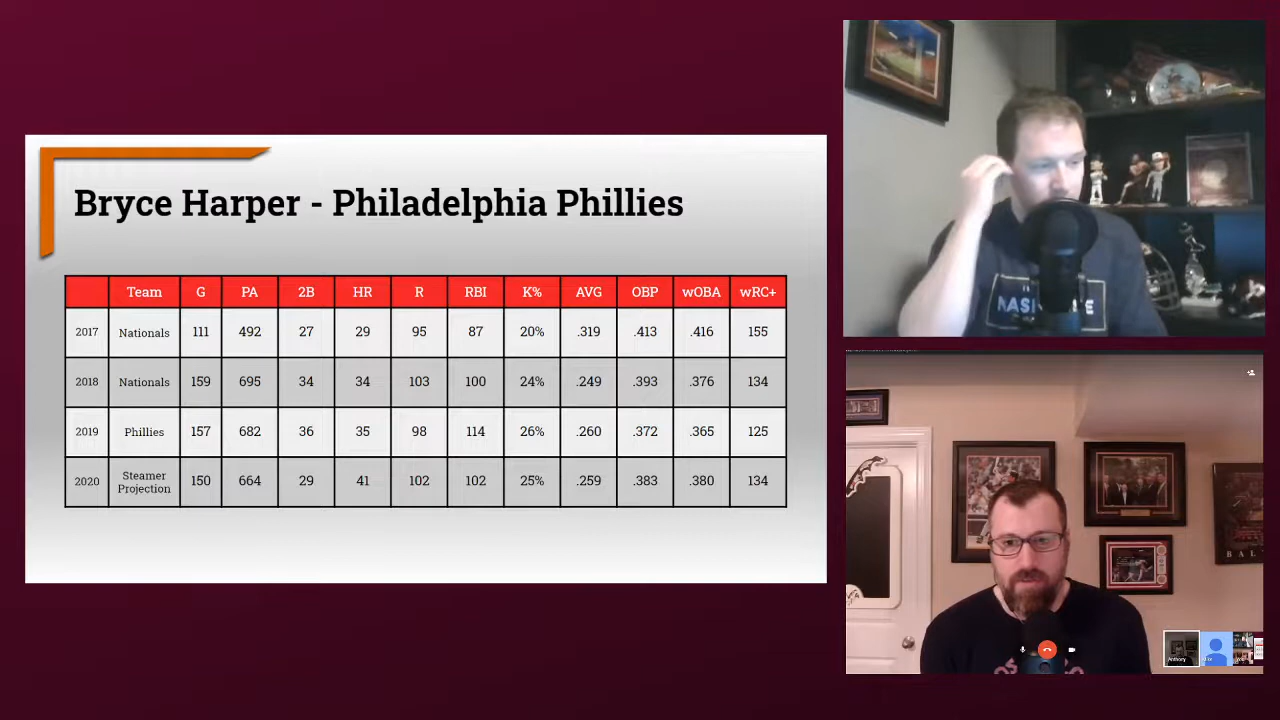 Bryce Harper - Philadelphia Phillies
Team G PA 2B HR R RBI K% AVG OBP wOBA wRC+
2017 Nationals 111 492 27 29 95 87 20% .319 .413 .416 155
2018 Nationals 159 695 34 34 103 100 24% .249 .393 .376 134
2019 Phillies 157 682 36 35 98 114 26% .260 .372 .365 125
2020 Steamer Projection 150 664 29 41 102 102 25% .259 .383 .380 134
BAL
Anthony